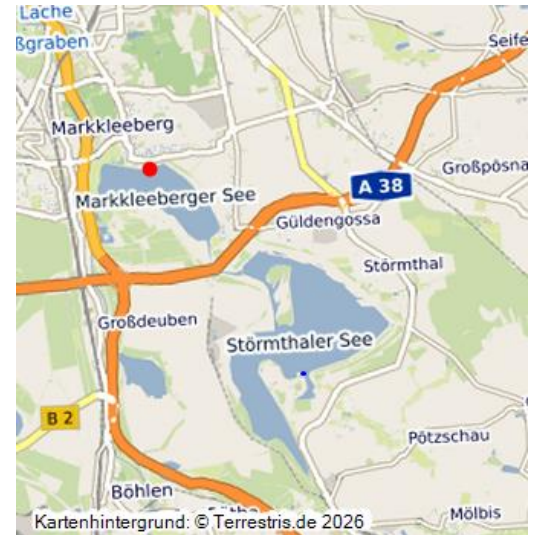 Lache
ßgraben
Seife
Markkleeberg
Großpösna
A 38
Markkleeberger See
Güldengossa
Störmthal
Großdeuben
Störmthaler See
B 2
Pötzschau
Böhlen
Mölbis
Kartenhintergrund: © Terrestris.de 2026